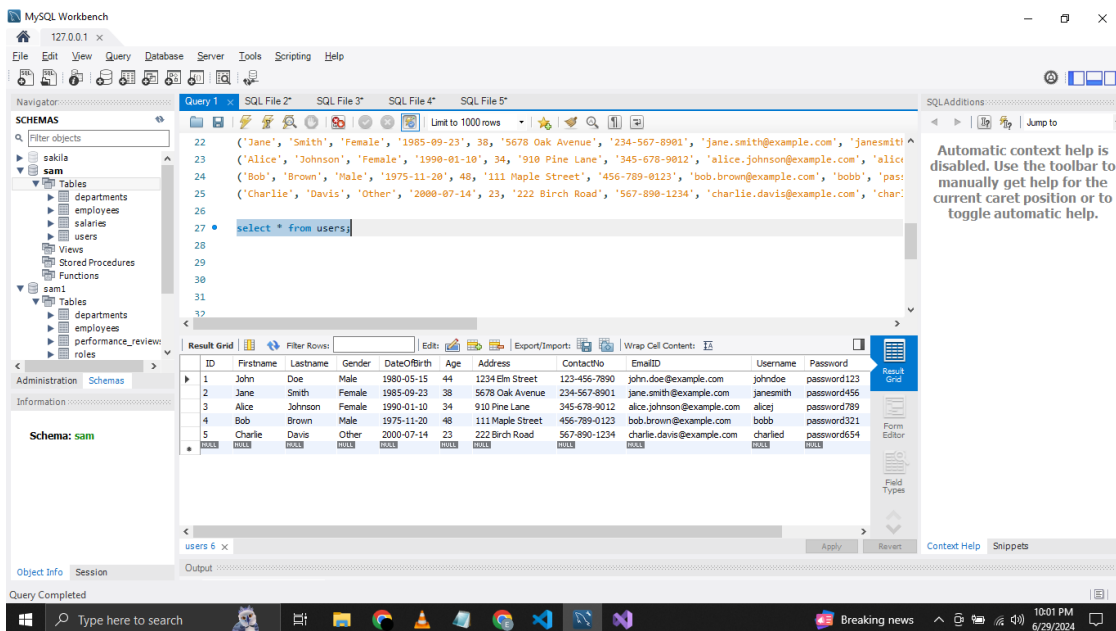 MySQL Workbench
127.0.0.1 ×
File Edit View Query Database Server Tools Scripting Help
Navigator
SCHEMAS
Filter objects
sakila
sam
Tables
departments
employees
salaries
users
Views
Stored Procedures
Functions
sam1
Tables
departments
employees
performance_review
roles
Administration Schemas
Information
Schema: sam
Object Info Session
Query 1 × SQL File 2* SQL File 3* SQL File 4* SQL File 5*
Limit to 1000 rows
22 ('Jane', 'Smith', 'Female', '1985-09-23', 38, '5678 Oak Avenue', '234-567-8901', 'jane.smith@example.com', 'janesmit
23 ('Alice', 'Johnson', 'Female', '1990-01-10', 34, '910 Pine Lane', '345-678-9012', 'alice.johnson@example.com', 'alice
24 ('Bob', 'Brown', 'Male', '1975-11-20', 48, '111 Maple Street', '456-789-0123', 'bob.brown@example.com', 'bobb', 'pas
25 ('Charlie', 'Davis', 'Other', '2000-07-14', 23, '222 Birch Road', '567-890-1234', 'charlie.davis@example.com', 'char
26
27 select * from users;
28
29
30
31
32
Result Grid Filter Rows: Edit: Export/Import: Wrap Cell Content: IA
ID Firstname Lastname Gender DateOfBirth Age Address ContactNo EmailID Username Password
1 John Doe Male 1980-05-15 44 1234 Elm Street 123-456-7890 john.doe@example.com johndoe password123
2 Jane Smith Female 1985-09-23 38 5678 Oak Avenue 234-567-8901 jane.smith@example.com janesmith password456
3 Alice Johnson Female 1990-01-10 34 910 Pine Lane 345-678-9012 alice.johnson@example.com alicej password789
4 Bob Brown Male 1975-11-20 48 111 Maple Street 456-789-0123 bob.brown@example.com bobb password321
5 Charlie Davis Other 2000-07-14 23 222 Birch Road 567-890-1234 charlie.davis@example.com charlied password654
NULL NULL NULL NULL NULL NULL NULL NULL NULL NULL NULL
Result
Grid
Form
Editor
Field
Types
users 6 ×
Apply Revert
Output
SQLAdditions
Jump to
Automatic context help is
disabled. Use the toolbar to
manually get help for the
current caret position or to
toggle automatic help.
Context Help Snippets
Query Completed
Type here to search
Breaking news
10:01 PM
6/29/2024